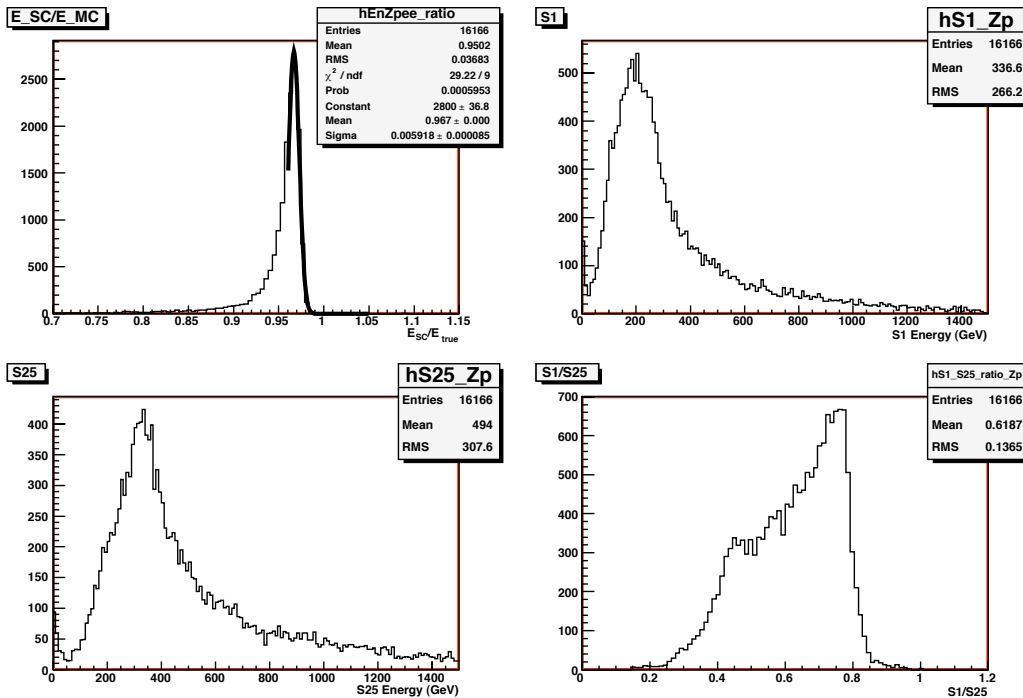 E_SC/E_MC
hEnZpee_ratio
Entries 16166
Mean 0.9502
RMS 0.03683
χ² / ndf 29.22 / 9
Prob 0.0005953
Constant 2800 ± 36.8
Mean 0.967 ± 0.000
Sigma 0.005918 ± 0.000085
2500
2000
1500
1000
500
0
0.7 0.75 0.8 0.85 0.9 0.95 1 1.05 1.1 1.15
E_SC/E_true
S1
hS1_Zp
Entries 16166
Mean 336.6
RMS 266.2
500
400
300
200
100
0
0 200 400 600 800 1000 1200 1400
S1 Energy (GeV)
S25
hS25_Zp
Entries 16166
Mean 494
RMS 307.6
400
350
300
250
200
150
100
50
0
0 200 400 600 800 1000 1200 1400
S25 Energy (GeV)
S1/S25
hS1_S25_ratio_Zp
Entries 16166
Mean 0.6187
RMS 0.1365
700
600
500
400
300
200
100
0
0 0.2 0.4 0.6 0.8 1 1.2
S1/S25